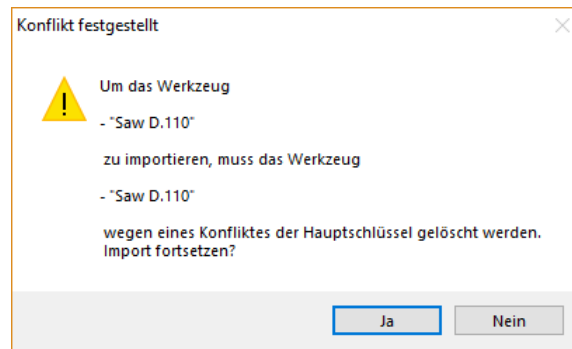 Konflikt festgestellt
Um das Werkzeug
- "Saw D.110"
zu importieren, muss das Werkzeug
- "Saw D.110"
wegen eines Konfliktes der Hauptschlüssel gelöscht werden.
Import fortsetzen?
Ja
Nein